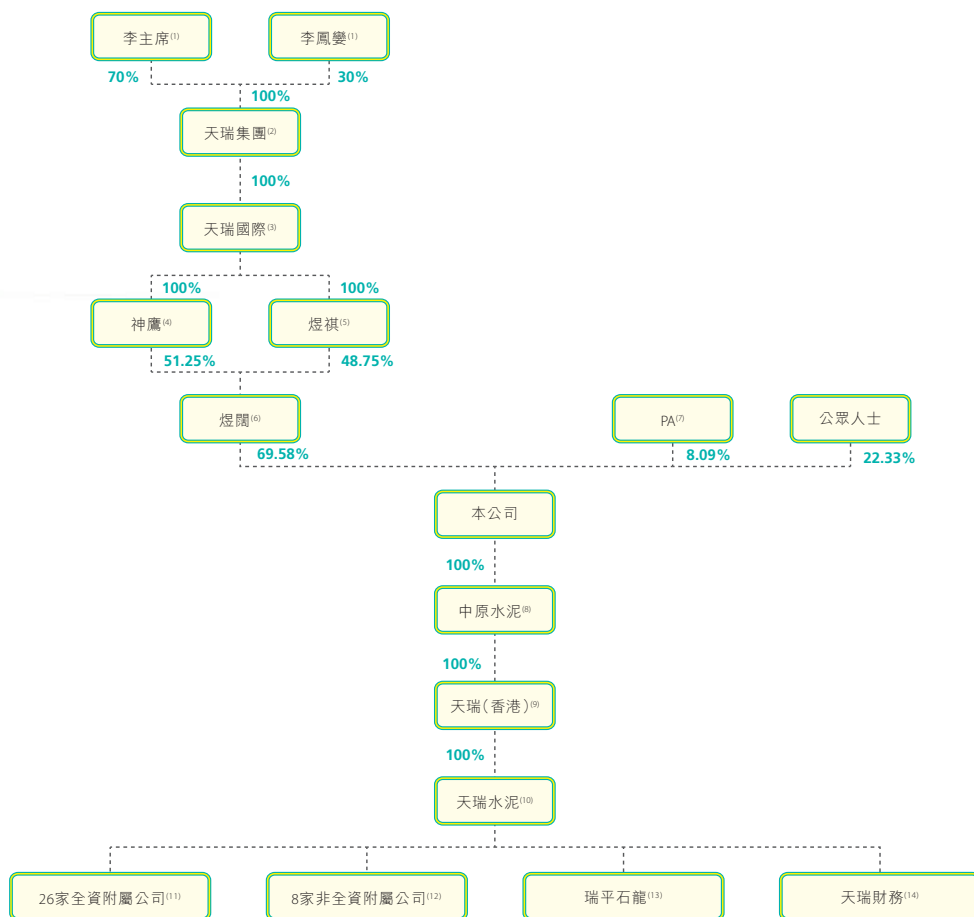 李主席(1) 李鳳孌(1)
70% 30%
100%
天瑞集團(2)
100%
天瑞國際(3)
100% 100%
神鷹(4) 煜祺(5)
51.25% 48.75%
煜闊(6) PA(7) 公眾人士
69.58% 8.09% 22.33%
本公司
100%
中原水泥(8)
100%
天瑞（香港）(9)
100%
天瑞水泥(10)
26家全資附屬公司(11) 8家非全資附屬公司(12) 瑞平石龍(13) 天瑞財務(14)